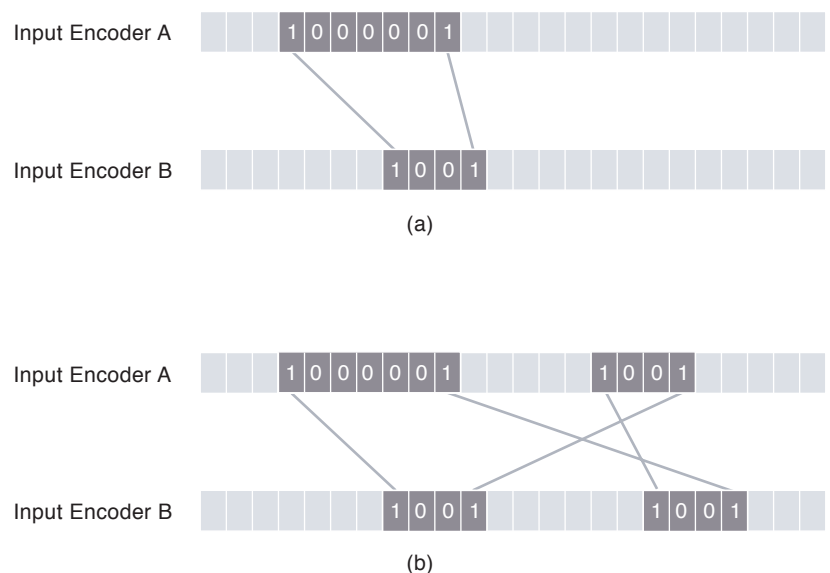 Input Encoder A 1 0 0 0 0 0 1
Input Encoder B 1 0 0 1
(a)
Input Encoder A 1 0 0 0 0 0 1 1 0 0 1
Input Encoder B 1 0 0 1 1 0 0 1
(b)